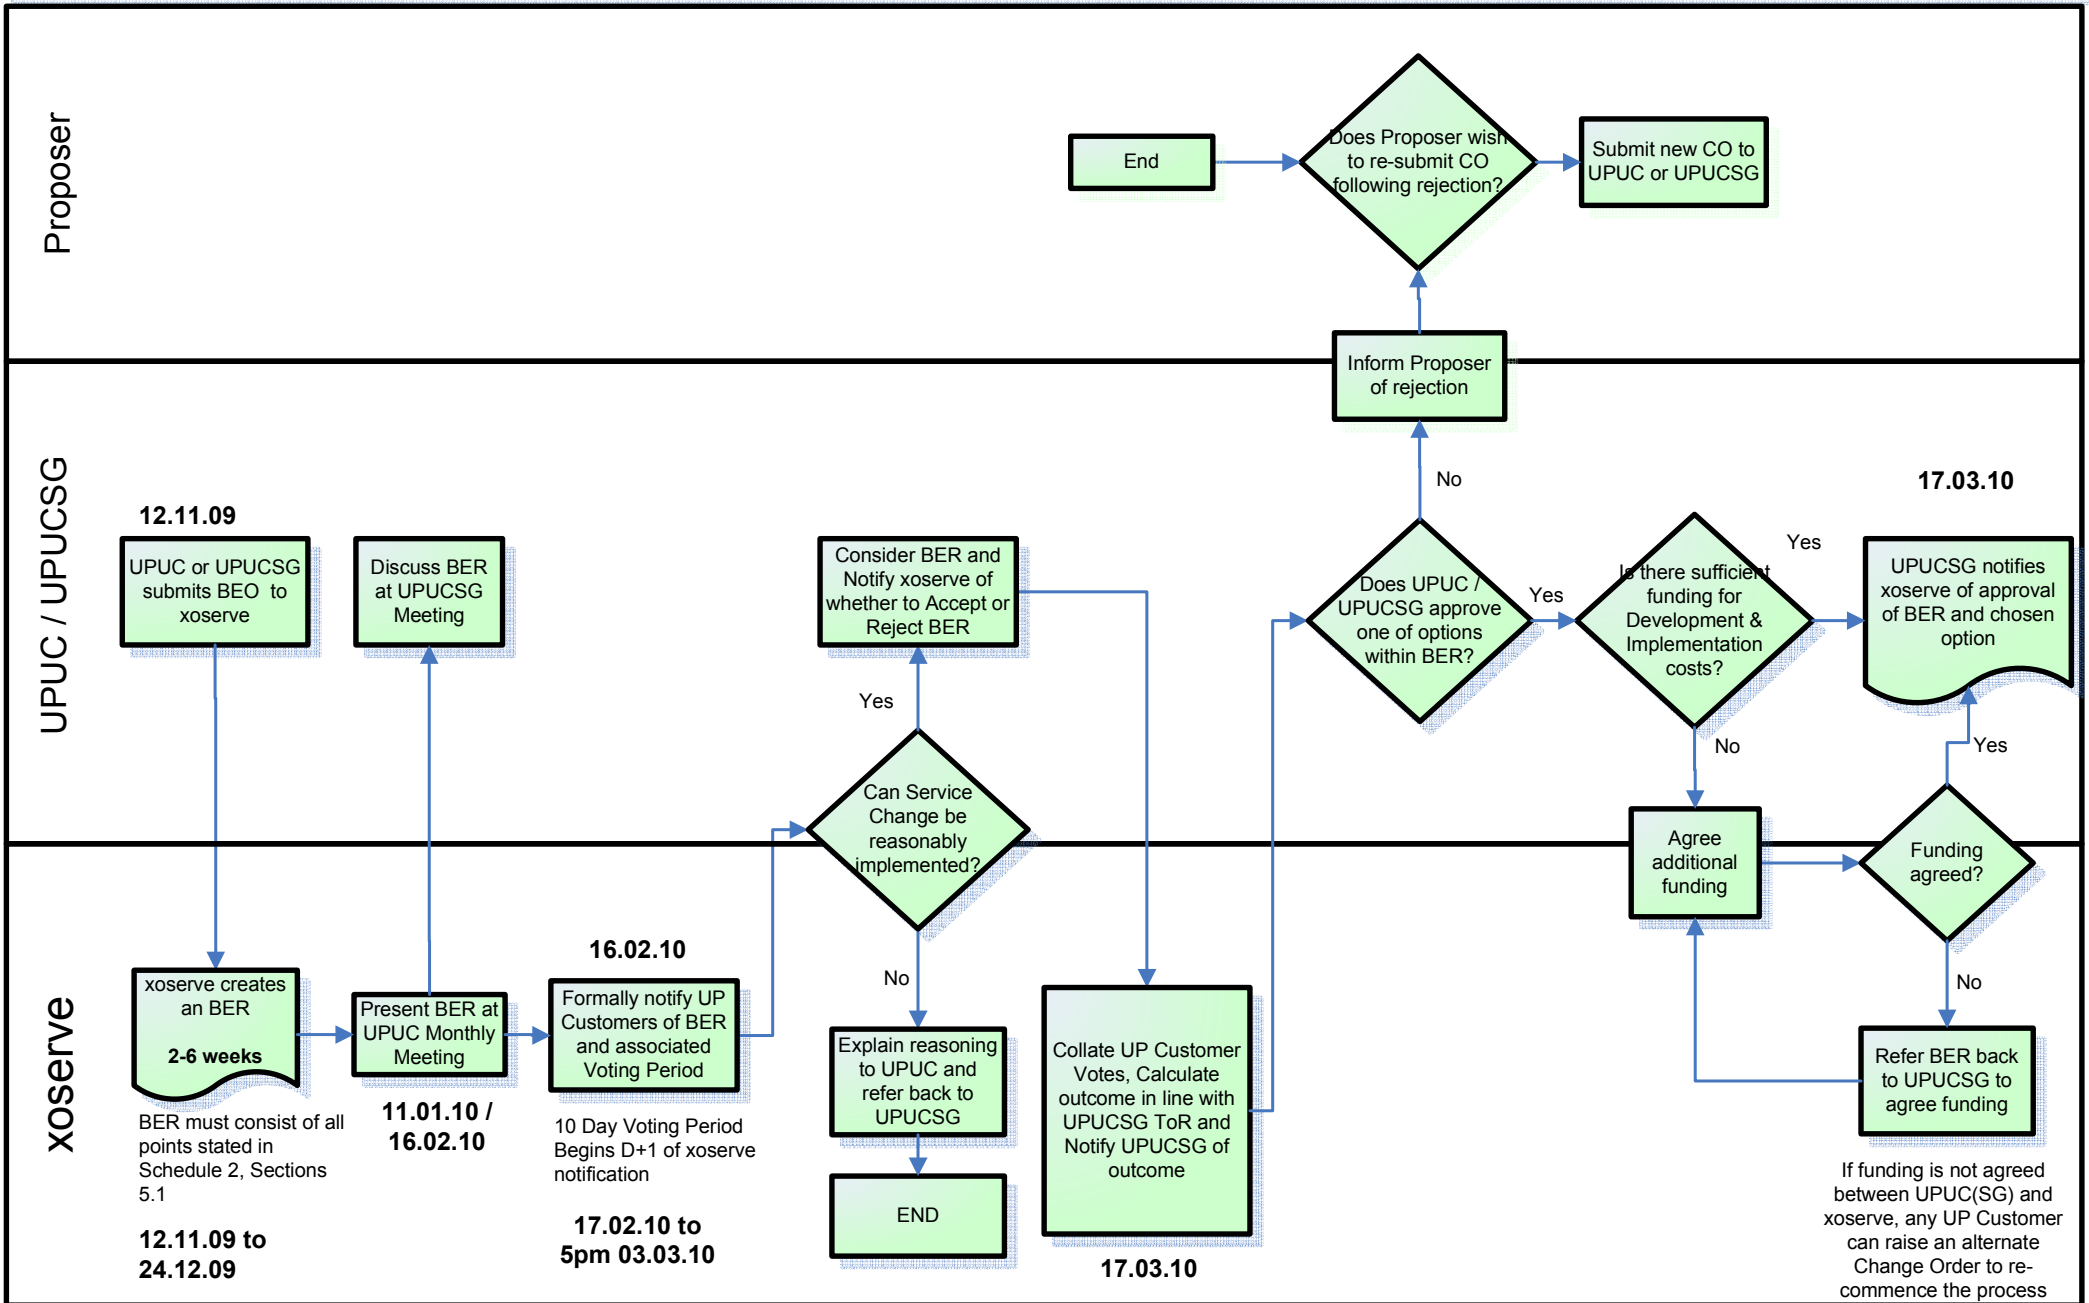 Proposer
End
Does Proposer wish
to re-submit CO
following rejection?
Submit new CO to
UPUC or UPUCSG
Inform Proposer
of rejection
UPUC / UPUCSG
12.11.09
UPUC or UPUCSG
submits BEO to
xoserve
Discuss BER
at UPUCSG
Meeting
Consider BER and
Notify xoserve of
whether to Accept or
Reject BER
Yes
Can Service
Change be
reasonably
implemented?
No
Does UPUC /
UPUCSG approve
one of options
within BER?
Yes
Is there sufficient
funding for
Development &
Implementation
costs?
Yes
No
17.03.10
UPUCSG notifies
xoserve of approval
of BER and chosen
option
Yes
Agree
additional
funding
Funding
agreed?
xoserve
xoserve creates
an BER
2-6 weeks
BER must consist of all
points stated in
Schedule 2, Sections
5.1
12.11.09 to
24.12.09
Present BER at
UPUC Monthly
Meeting
11.01.10 /
16.02.10
16.02.10
Formally notify UP
Customers of BER
and associated
Voting Period
10 Day Voting Period
Begins D+1 of xoserve
notification
17.02.10 to
5pm 03.03.10
No
Explain reasoning
to UPUC and
refer back to
UPUCSG
END
Collate UP Customer
Votes, Calculate
outcome in line with
UPUCSG ToR and
Notify UPUCSG of
outcome
17.03.10
No
Refer BER back
to UPUCSG to
agree funding
If funding is not agreed
between UPUC(SG) and
xoserve, any UP Customer
can raise an alternate
Change Order to re-
commence the process